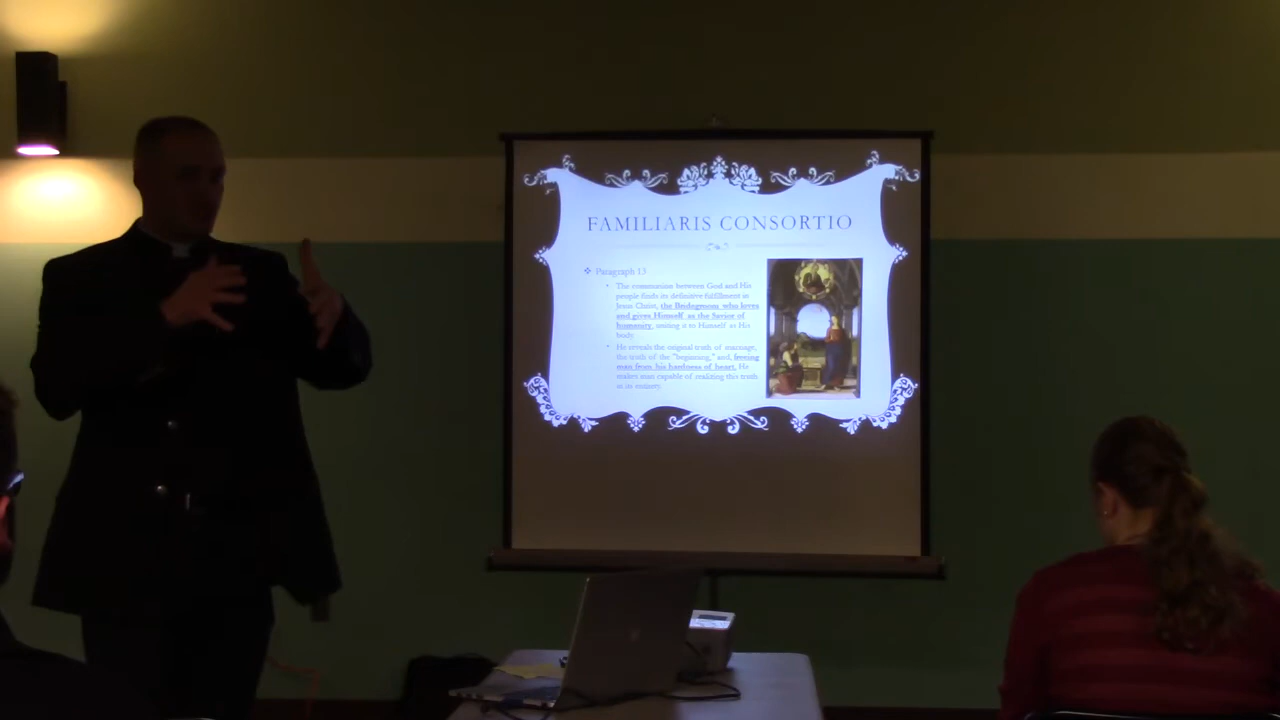 FAMILIARIS CONSORTIO
Paragraph 13
The communion between God and His
people finds its definitive fulfillment in
Jesus Christ, the Bridegroom who loves
and gives Himself as the Savior of
humanity, uniting it to Himself as His
body
He reveals the original truth of marriage,
the truth of the "beginning," and, freeing
man from his hardness of heart, He
makes man capable of realizing this truth
in its entirety